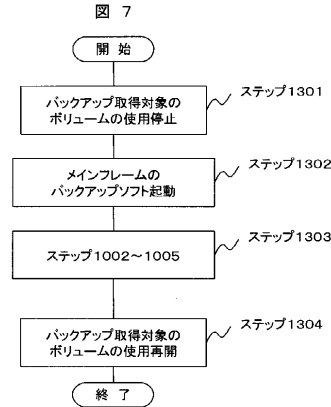 図 7
開 始
バックアップ取得対象の
ボリュームの使用停止
ステップ1301
メインフレームの
バックアップソフト起動
ステップ1302
ステップ1002～1005
ステップ1303
バックアップ取得対象の
ボリュームの使用再開
ステップ1304
終 了